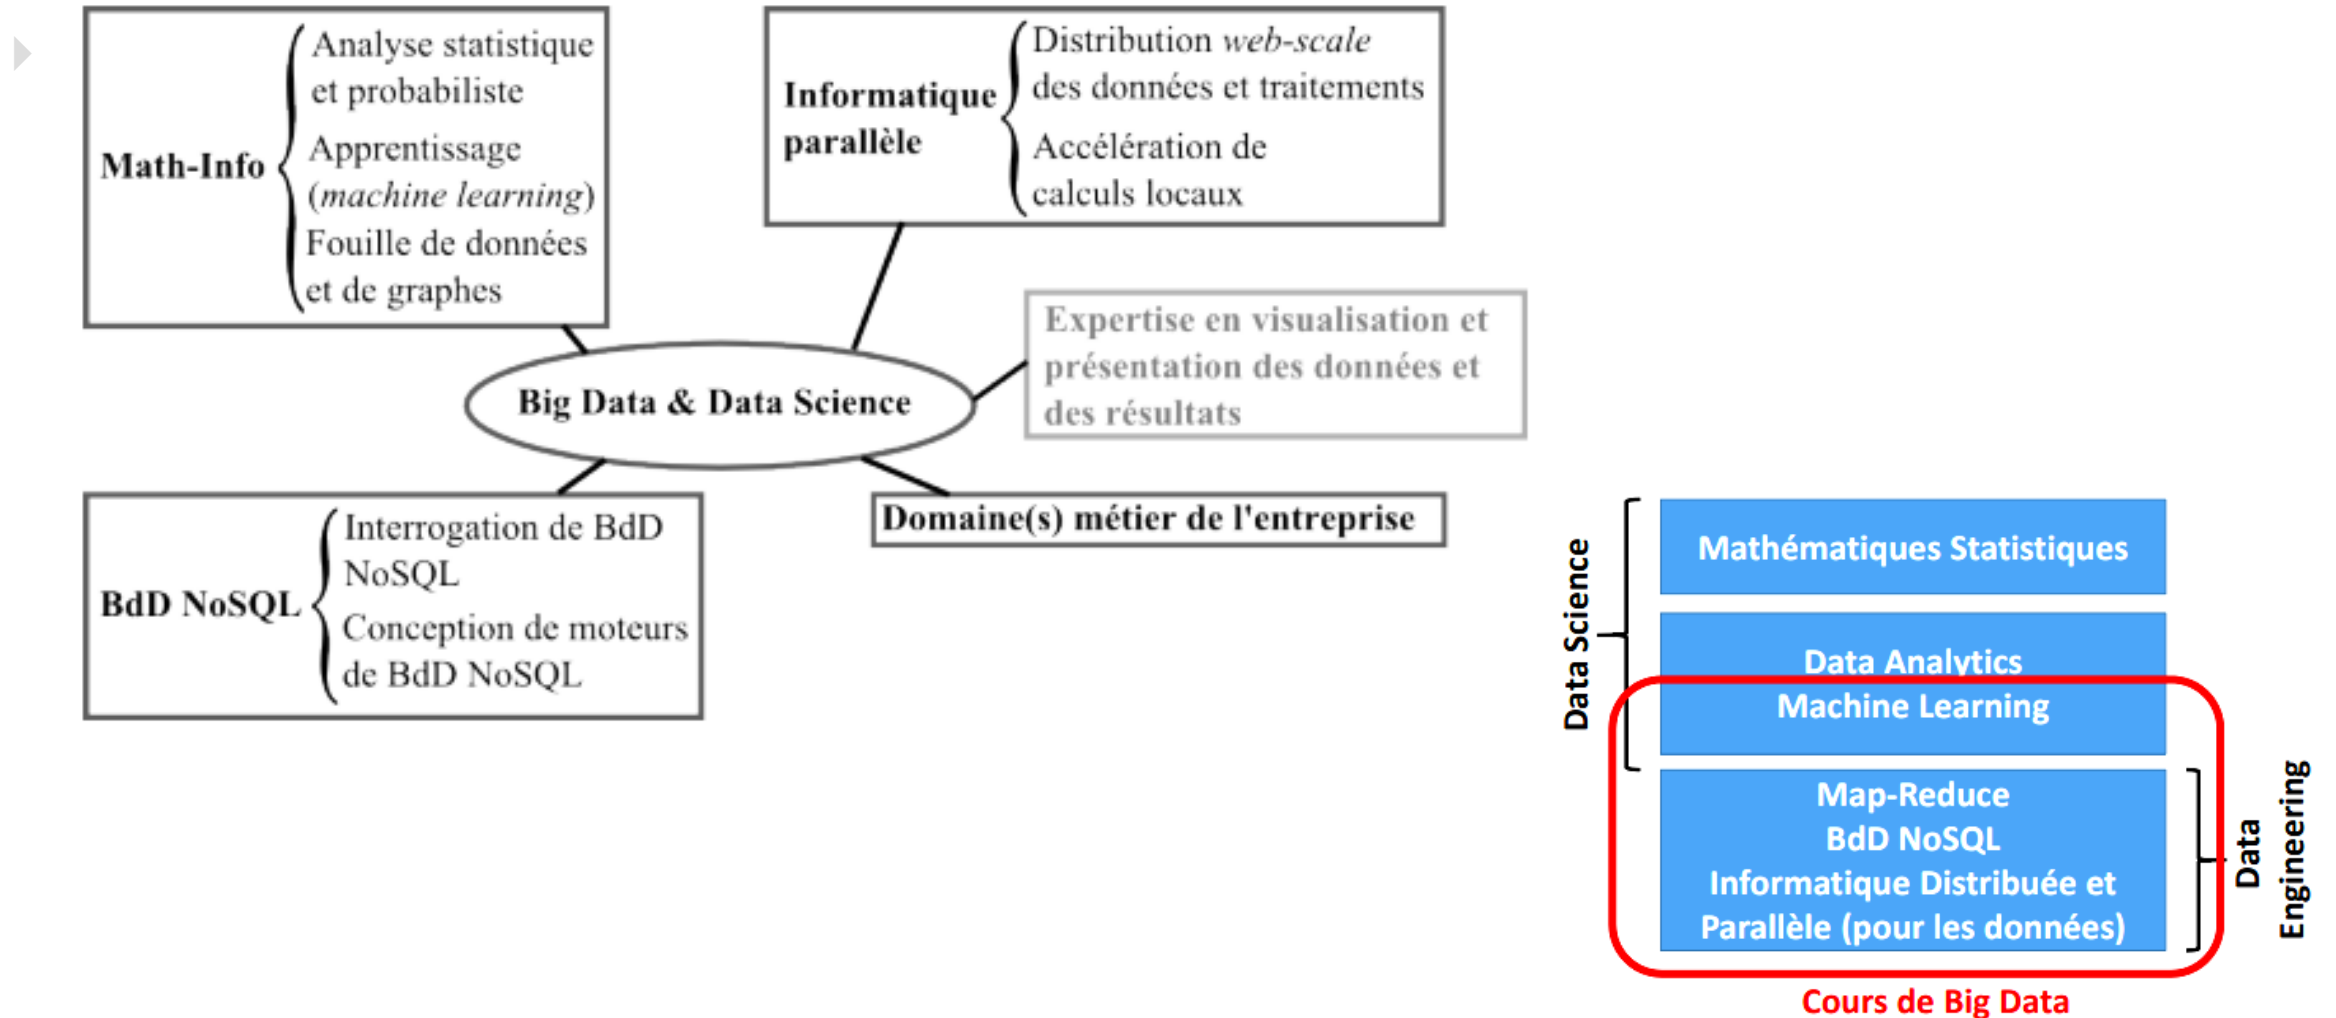 Analyse statistique
et probabiliste
Math-Info
Apprentissage
(machine learning)
Fouille de données
et de graphes
Informatique
parallèle
Distribution web-scale
des données et traitements
Accélération de
calculs locaux
Expertise en visualisation et
présentation des données et
des résultats
Big Data & Data Science
BdD NoSQL
Interrogation de BdD
NoSQL
Conception de moteurs
de BdD NoSQL
Domaine(s) métier de l'entreprise
Data Science
Mathématiques Statistiques
Data Analytics
Machine Learning
Map-Reduce
BdD NoSQL
Informatique Distribuée et
Parallèle (pour les données)
Data
Engineering
Cours de Big Data